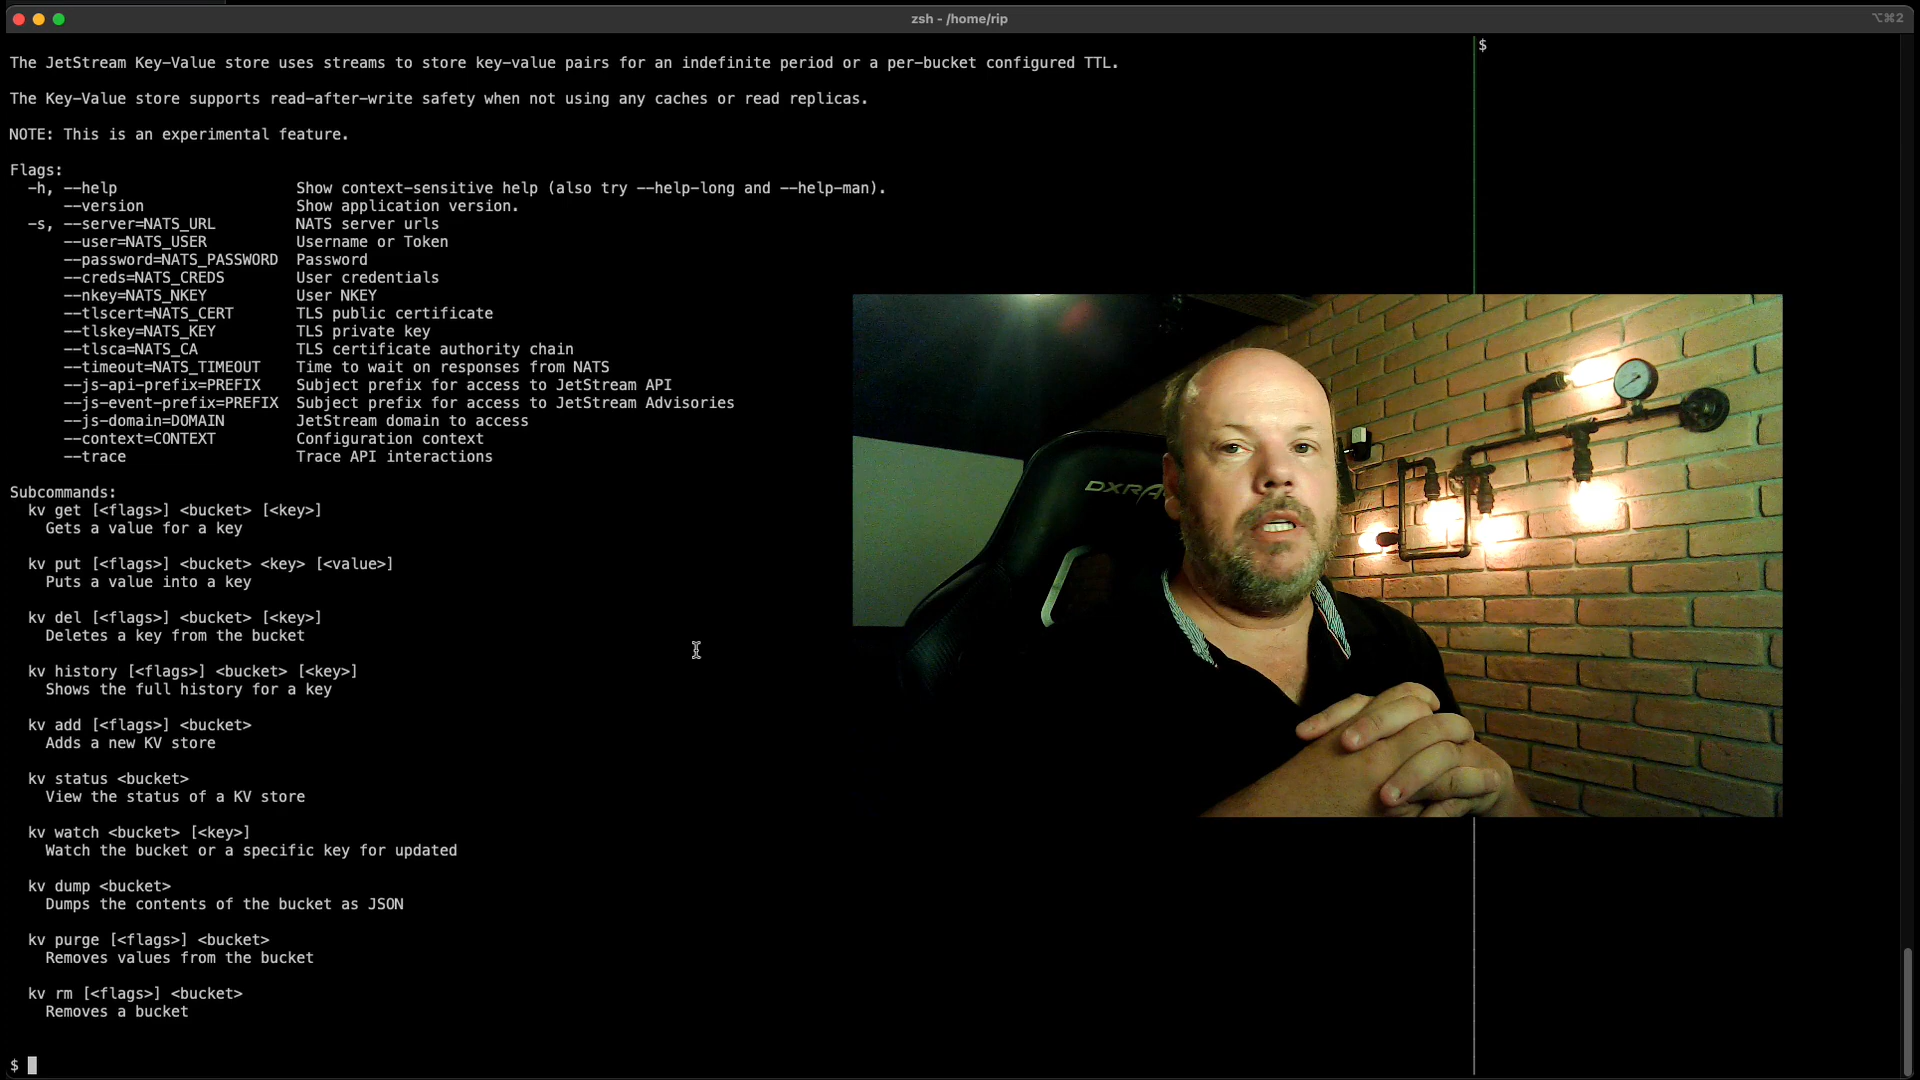 zsh - /home/rip
⌥⌘2
The JetStream Key-Value store uses streams to store key-value pairs for an indefinite period or a per-bucket configured TTL.
The Key-Value store supports read-after-write safety when not using any caches or read replicas.
NOTE: This is an experimental feature.
Flags:
-h, --help Show context-sensitive help (also try --help-long and --help-man).
--version Show application version.
-s, --server=NATS_URL NATS server urls
--user=NATS_USER Username or Token
--password=NATS_PASSWORD Password
--creds=NATS_CREDS User credentials
--nkey=NATS_NKEY User NKEY
--tlscert=NATS_CERT TLS public certificate
--tlskey=NATS_KEY TLS private key
--tlsca=NATS_CA TLS certificate authority chain
--timeout=NATS_TIMEOUT Time to wait on responses from NATS
--js-api-prefix=PREFIX Subject prefix for access to JetStream API
--js-event-prefix=PREFIX Subject prefix for access to JetStream Advisories
--js-domain=DOMAIN JetStream domain to access
--context=CONTEXT Configuration context
--trace Trace API interactions
Subcommands:
kv get [<flags>] <bucket> [<key>]
Gets a value for a key
kv put [<flags>] <bucket> <key> [<value>]
Puts a value into a key
kv del [<flags>] <bucket> [<key>]
Deletes a key from the bucket
kv history [<flags>] <bucket> [<key>]
Shows the full history for a key
kv add [<flags>] <bucket>
Adds a new KV store
kv status <bucket>
View the status of a KV store
kv watch <bucket> [<key>]
Watch the bucket or a specific key for updated
kv dump <bucket>
Dumps the contents of the bucket as JSON
kv purge [<flags>] <bucket>
Removes values from the bucket
kv rm [<flags>] <bucket>
Removes a bucket
$
$
DXRA